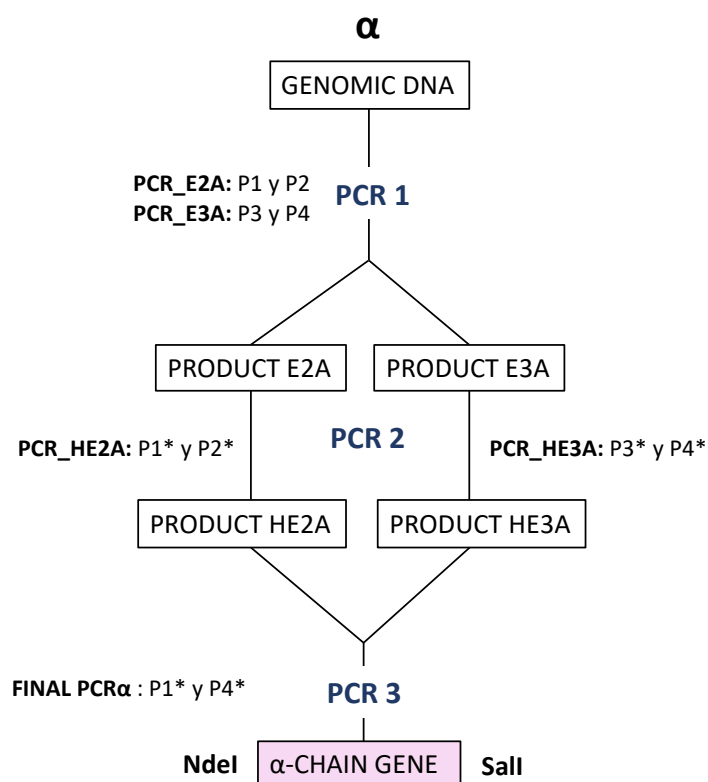 α
GENOMIC DNA
PCR_E2A: P1 y P2
PCR_E3A: P3 y P4
PCR 1
PRODUCT E2A
PRODUCT E3A
PCR_HE2A: P1* y P2*
PCR 2
PCR_HE3A: P3* y P4*
PRODUCT HE2A
PRODUCT HE3A
FINAL PCRα : P1* y P4*
PCR 3
NdeI
α-CHAIN GENE
SalI